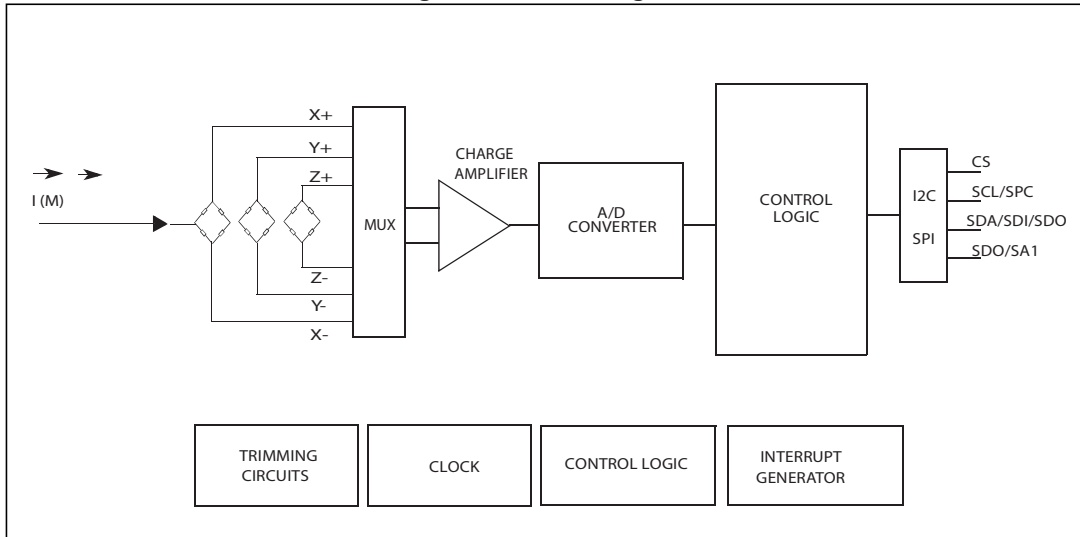 X+
Y+
Z+
I (M)
Z-
Y-
X-
MUX
CHARGE
AMPLIFIER
A/D
CONVERTER
CONTROL
LOGIC
I2C
SPI
CS
SCL/SPC
SDA/SDI/SDO
SDO/SA1
TRIMMING
CIRCUITS
CLOCK
CONTROL LOGIC
INTERRUPT
GENERATOR